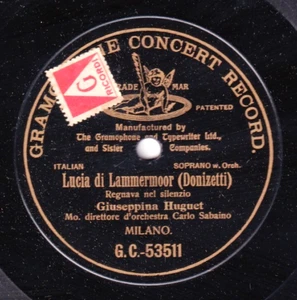 GRAMOPHONE CONCERT RECORD.
RICORDI
G
TRADE MAR
PATENTED
Manufactured by
The Gramophone and Typewriter Ltd.,
and Sister Companies.
ITALIAN SOPRANO w. Orch.
Lucia di Lammermoor (Donizetti)
Regnava nel silenzio
Giuseppina Huguet
Mo. direttore d'orchestra Carlo Sabaino
MILANO.
G.C.-53511